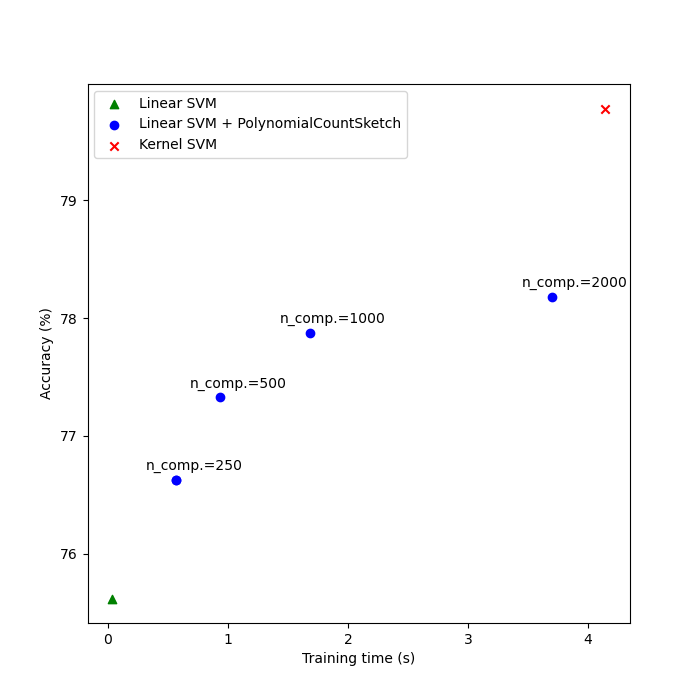 Linear SVM
Linear SVM + PolynomialCountSketch
Kernel SVM
79
n_comp.=2000
78
n_comp.=1000
n_comp.=500
77
n_comp.=250
76
Accuracy (%)
0 1 2 3 4
Training time (s)